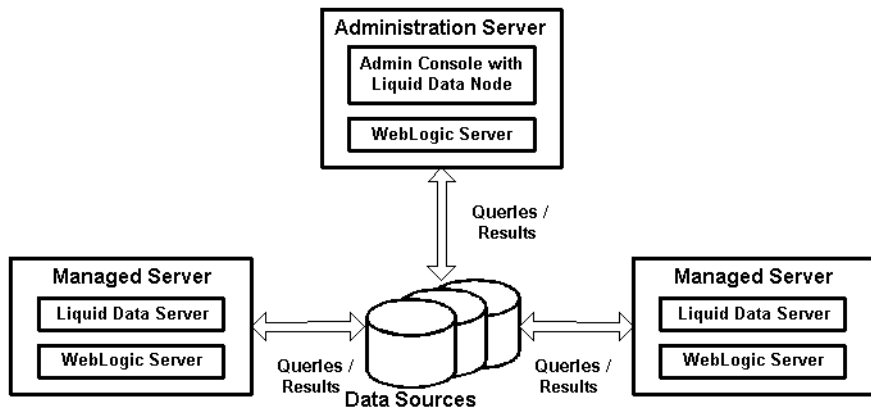 Administration Server
Admin Console with
Liquid Data Node
WebLogic Server
Queries /
Results
Managed Server
Liquid Data Server
WebLogic Server
Queries /
Results
Data Sources
Queries /
Results
Managed Server
Liquid Data Server
WebLogic Server